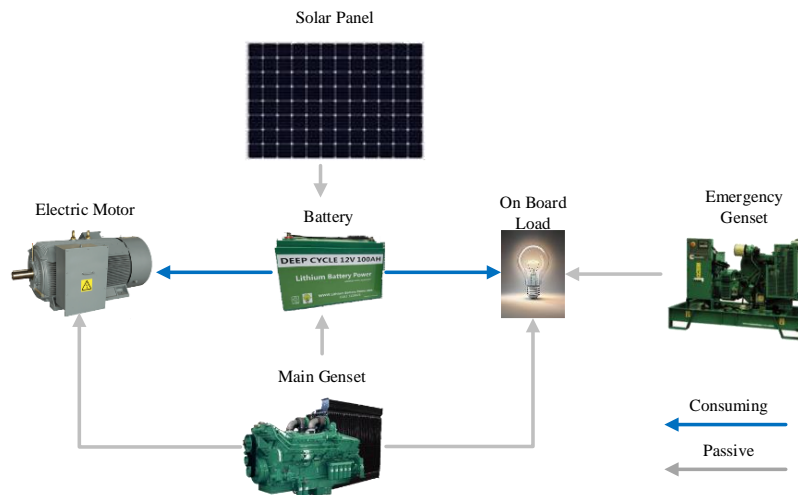 Solar Panel
Electric Motor
Battery
On Board
Load
Emergency
Genset
DEEP CYCLE 12V 100AH
Lithium Battery Power
Main Genset
Consuming
Passive